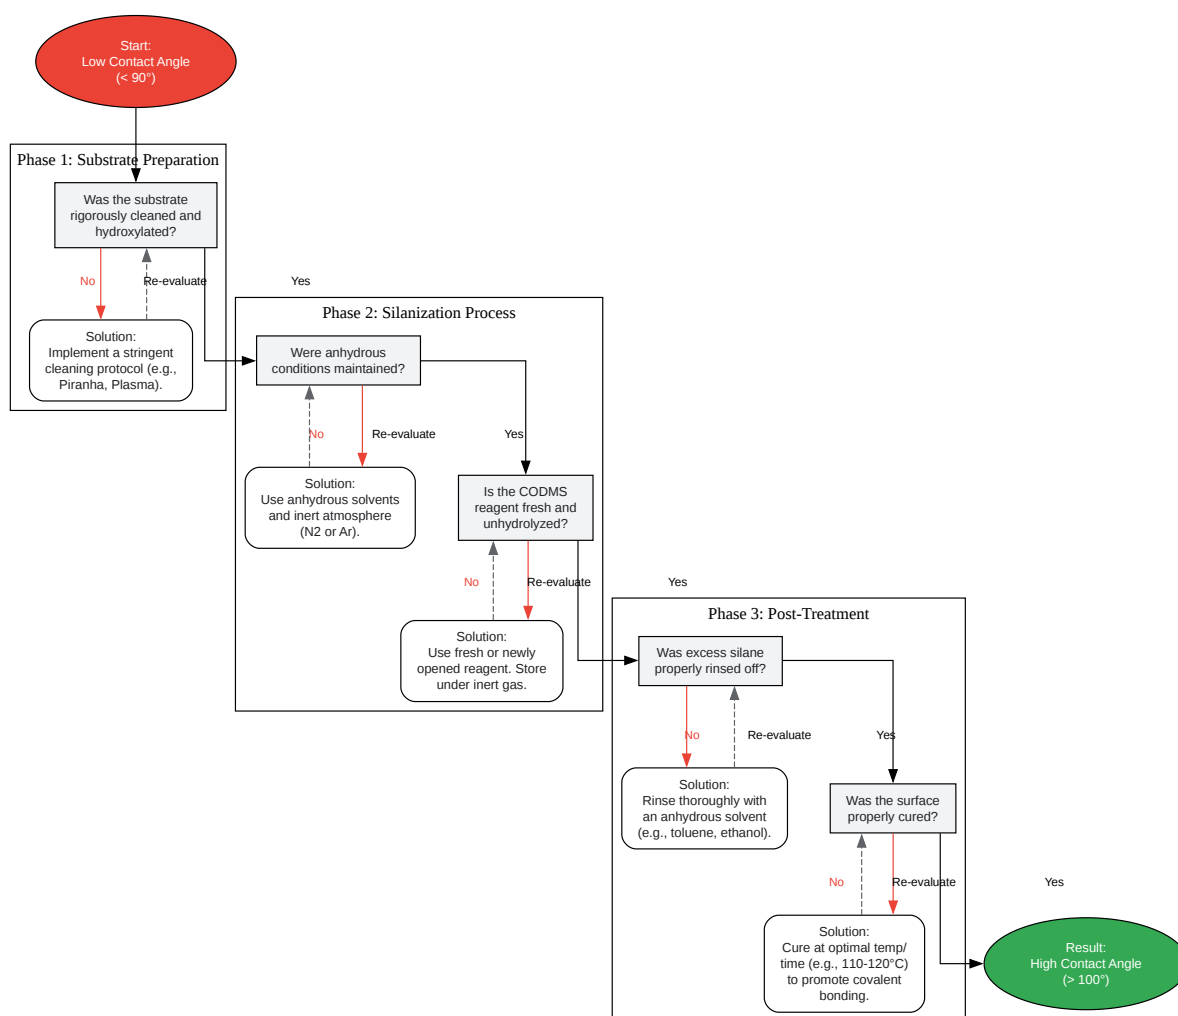 Start:
Low Contact Angle
(< 90°)
Phase 1: Substrate Preparation
Was the substrate
rigorously cleaned and
hydroxylated?
No
Re-evaluate
Yes
Solution:
Implement a stringent
cleaning protocol (e.g.,
Piranha, Plasma).
Phase 2: Silanization Process
Were anhydrous
conditions maintained?
No
Re-evaluate
Yes
Solution:
Use anhydrous solvents
and inert atmosphere
(N2 or Ar).
Is the CODMS
reagent fresh and
unhydrolyzed?
No
Re-evaluate
Yes
Solution:
Use fresh or newly
opened reagent. Store
under inert gas.
Phase 3: Post-Treatment
Was excess silane
properly rinsed off?
No
Re-evaluate
Yes
Solution:
Rinse thoroughly with
an anhydrous solvent
(e.g., toluene, ethanol).
Was the surface
properly cured?
No
Re-evaluate
Yes
Solution:
Cure at optimal temp/
time (e.g., 110-120°C)
to promote covalent
bonding.
Result:
High Contact Angle
(> 100°)